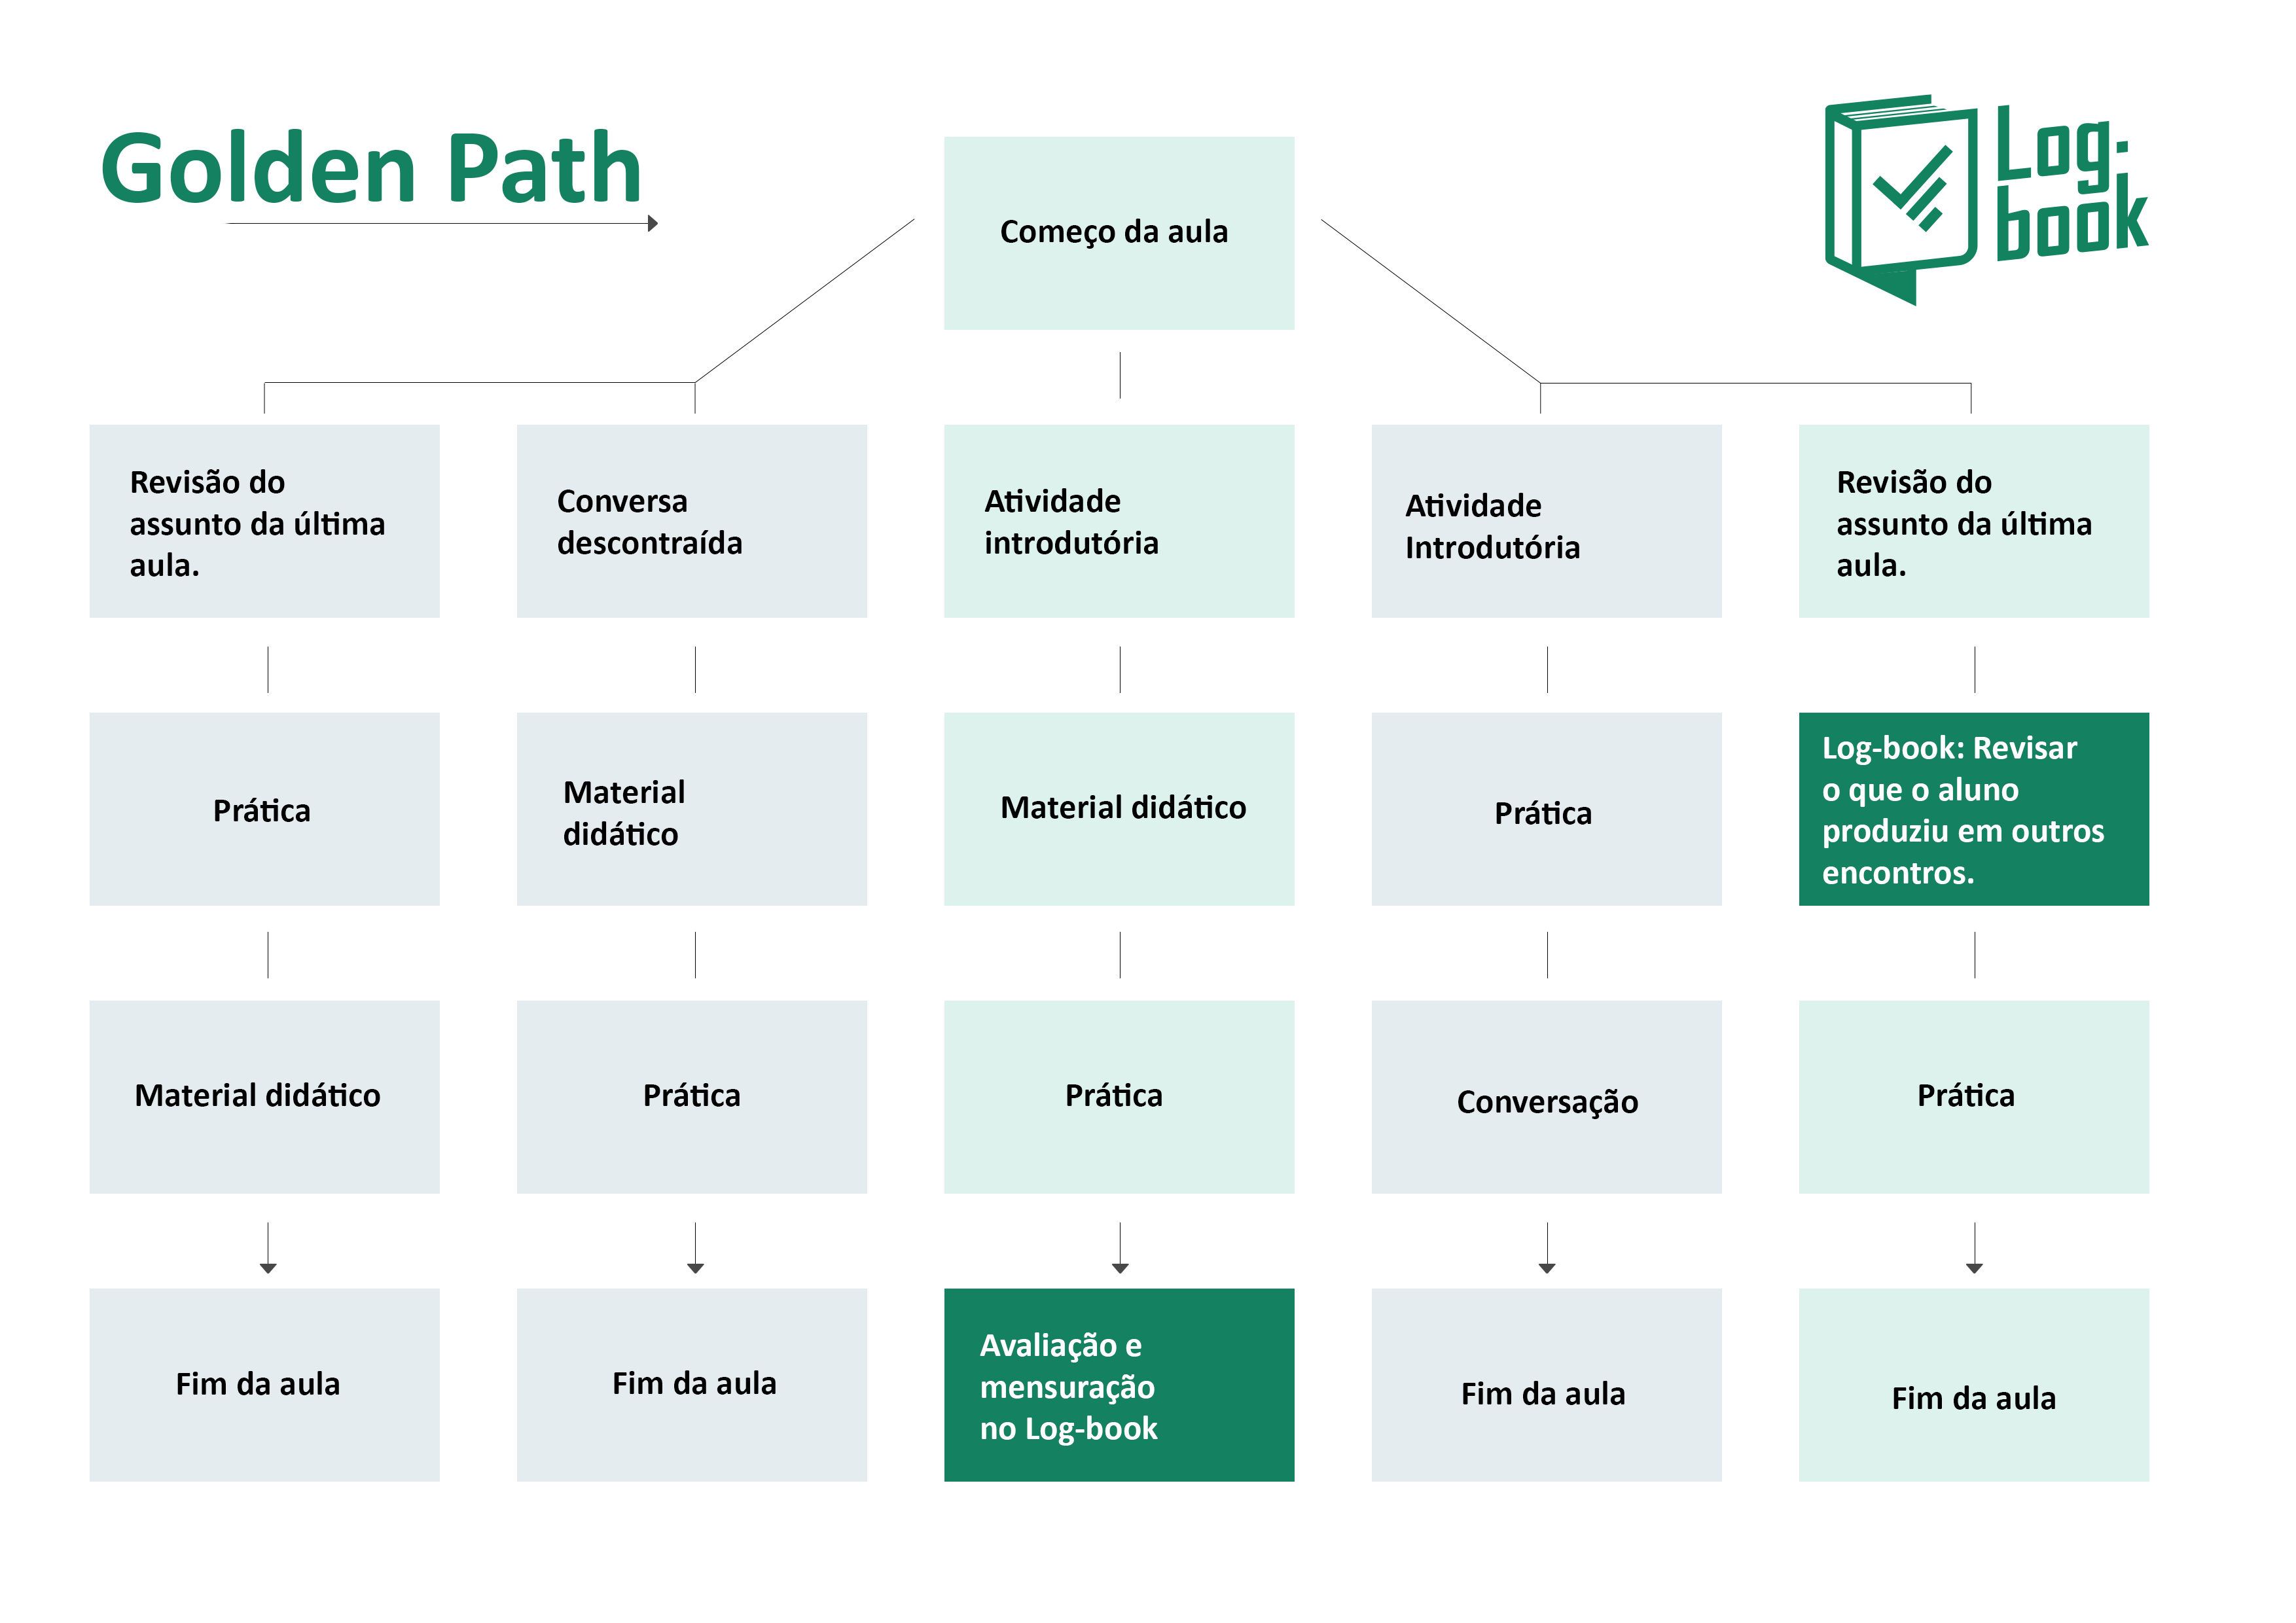 Golden Path
Log-
book
Começo da aula
Revisão do
assunto da última
aula.
Conversa
descontraída
Atividade
introdutória
Atividade
Introdutória
Revisão do
assunto da última
aula.
Prática
Material
didático
Material didático
Prática
Log-book: Revisar
o que o aluno
produziu em outros
encontros.
Material didático
Prática
Prática
Conversação
Prática
Fim da aula
Fim da aula
Avaliação e
mensuração
no Log-book
Fim da aula
Fim da aula